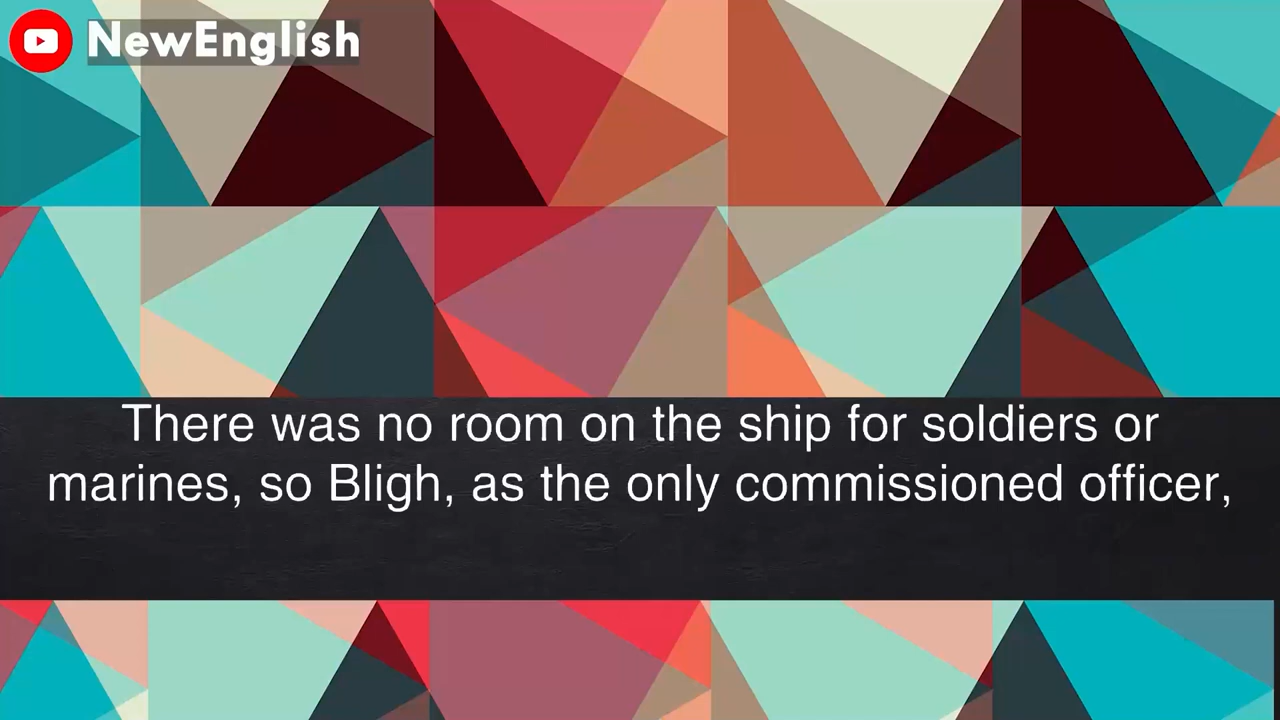 NewEnglish
There was no room on the ship for soldiers or
marines, so Bligh, as the only commissioned officer,